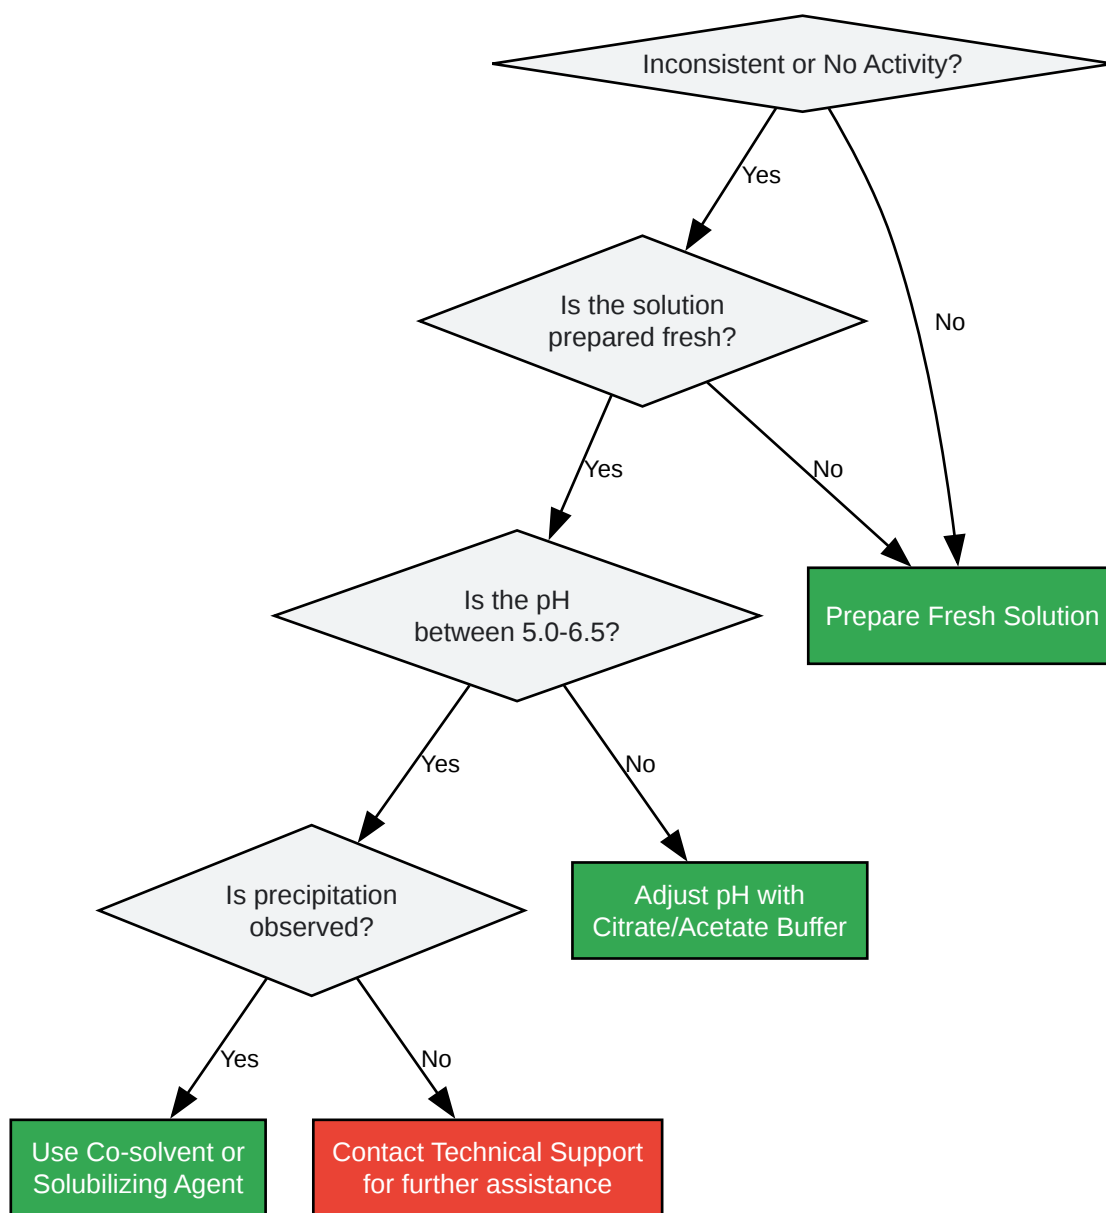 Inconsistent or No Activity?
Yes
Is the solution
prepared fresh?
No
Yes
No
Is the pH
between 5.0-6.5?
Prepare Fresh Solution
Yes
No
Is precipitation
observed?
Adjust pH with
Citrate/Acetate Buffer
Yes
No
Use Co-solvent or
Solubilizing Agent
Contact Technical Support
for further assistance